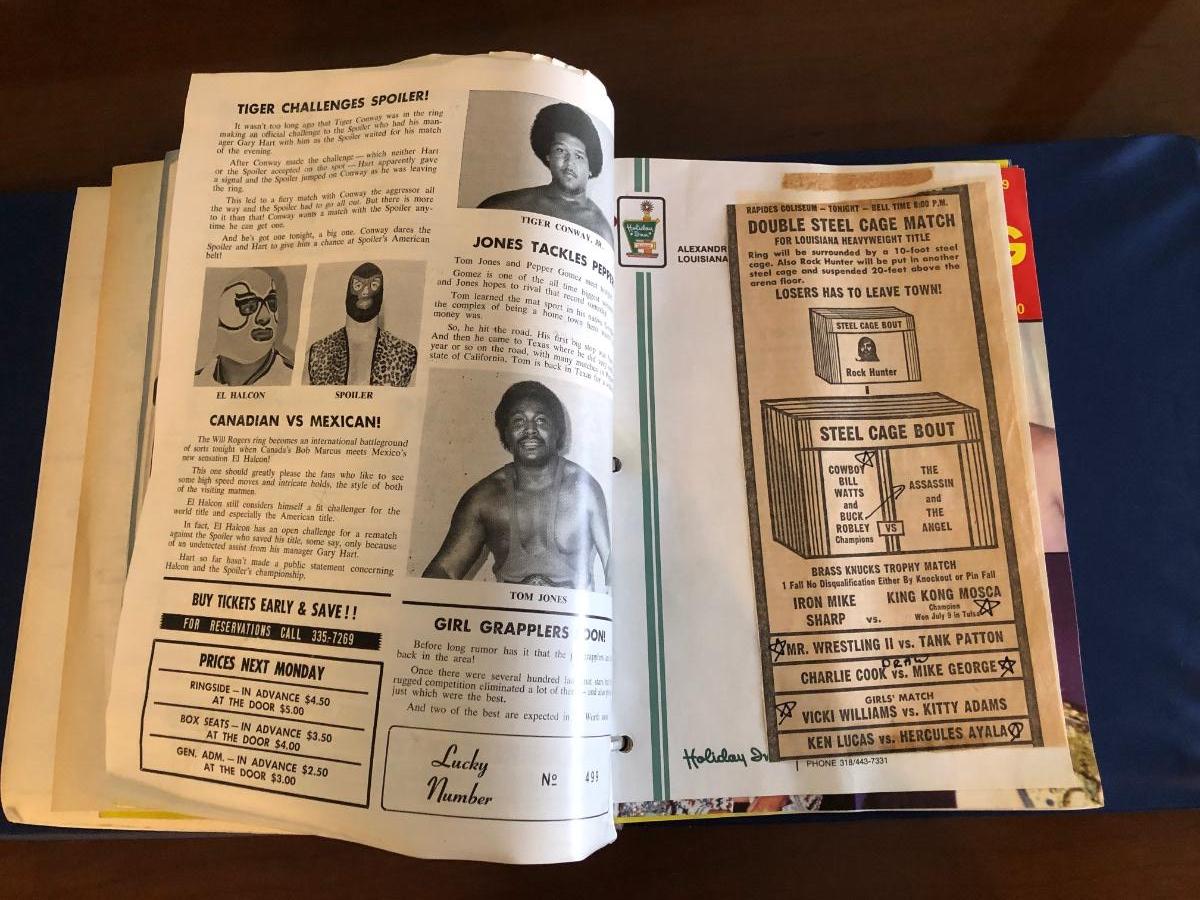 TIGER CHALLENGES SPOILER!
It wasn't too long ago that Tiger Conway was in the ring
making an official challenge to the Spoiler who had his man-
ager Gary Hart with him as the Spoiler waited for his match
of the evening.
After Conway made the challenge — which neither Hart
or the Spoiler accepted on the spot — Hart apparently gave
a signal and the Spoiler jumped on Conway as he was leaving
the ring.
This led to a fiery match with Conway the aggressor all
the way and the Spoiler had to go all out. But there is more
to it than that! Conway wants a match with the Spoiler any-
time he can get one.
And he's got one tonight, a big one. Conway dares the
Spoiler and Hart to give him a chance at Spoiler's American
belt!
EL HALCON
SPOILER
CANADIAN VS MEXICAN!
The Will Rogers ring becomes an international battleground
of sorts tonight when Canada's Bob Marcus meets Mexico's
new sensation El Halcon!
This one should greatly please the fans who like to see
some high speed moves and intricate holds, the style of both
of the visiting matmen.
El Halcon still considers himself a fit challenger for the
world title and especially the American title.
In fact, El Halcon has an open challenge for a rematch
against the Spoiler who saved his title, some say, only because
of an undetected assist from his manager Gary Hart.
Hart so far hasn't made a public statement concerning
Halcon and the Spoiler's championship.
BUY TICKETS EARLY & SAVE!!
FOR RESERVATIONS CALL 335-7269
PRICES NEXT MONDAY
RINGSIDE — IN ADVANCE $4.50
AT THE DOOR $5.00
BOX SEATS — IN ADVANCE $3.50
AT THE DOOR $4.00
GEN. ADM. — IN ADVANCE $2.50
AT THE DOOR $3.00
TIGER CONWAY, JR.
JONES TACKLES
Tom Jones and Pepper Gomez
Gomez is one of the all time
and Jones hopes to rival that record
Tom learned the mat sport in his
the complex of being a home town
money was.
So, he hit the road. His first big stop
And then he came to Texas where he did
year or so on the road, with many matches
state of California, Tom is back in Texas for a
TOM JONES
GIRL GRAPPLERS
Before long rumor has it that the
back in the area!
Once there were several hundred
rugged competition eliminated a lot of
just which were the best.
And two of the best are expected in
Lucky
Number
Nº 499
Holiday Inn
ALEXANDR
LOUISIANA
RAPIDES COLISEUM – TONIGHT – BELL TIME 8:00 P.M.
DOUBLE STEEL CAGE MATCH
FOR LOUISIANA HEAVYWEIGHT TITLE
Ring will be surrounded by a 10-foot steel
cage. Also Rock Hunter will be put in another
steel cage and suspended 20-feet above the
arena floor.
LOSERS HAS TO LEAVE TOWN!
STEEL CAGE BOUT
Rock Hunter
STEEL CAGE BOUT
COWBOY
BILL
WATTS
and
BUCK
ROBLEY
Champions
VS
THE
ASSASSIN
and
THE
ANGEL
BRASS KNUCKS TROPHY MATCH
1 Fall No Disqualification Either By Knockout or Pin Fall
IRON MIKE
SHARP
vs.
KING KONG MOSCA
Champion
Won July 9 in Tulsa
MR. WRESTLING II vs. TANK PATTON
DRAW
CHARLIE COOK vs. MIKE GEORGE
GIRLS' MATCH
VICKI WILLIAMS vs. KITTY ADAMS
KEN LUCAS vs. HERCULES AYALA
Holiday
PHONE 318/443-7331
G
9
0